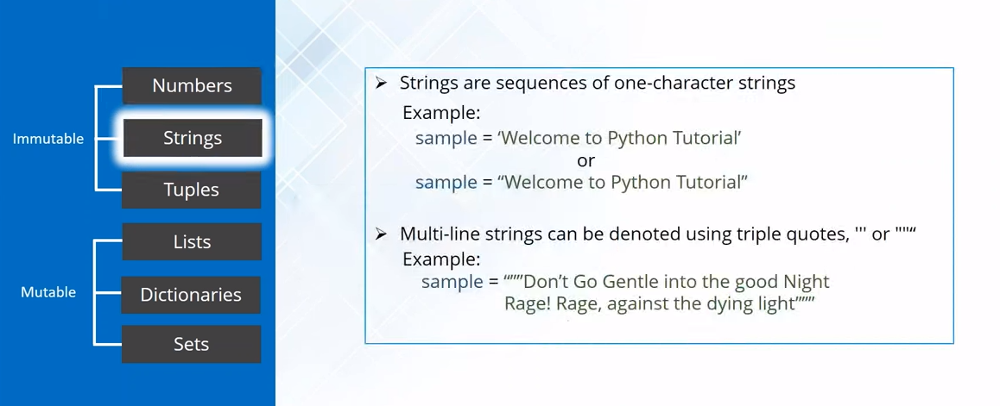 Immutable
Numbers
Strings
Tuples
Mutable
Lists
Dictionaries
Sets
➢ Strings are sequences of one-character strings
Example:
sample = ‘Welcome to Python Tutorial’
or
sample = “Welcome to Python Tutorial”
➢ Multi-line strings can be denoted using triple quotes, ''' or ""“
Example:
sample = “””Don’t Go Gentle into the good Night
Rage! Rage, against the dying light”””